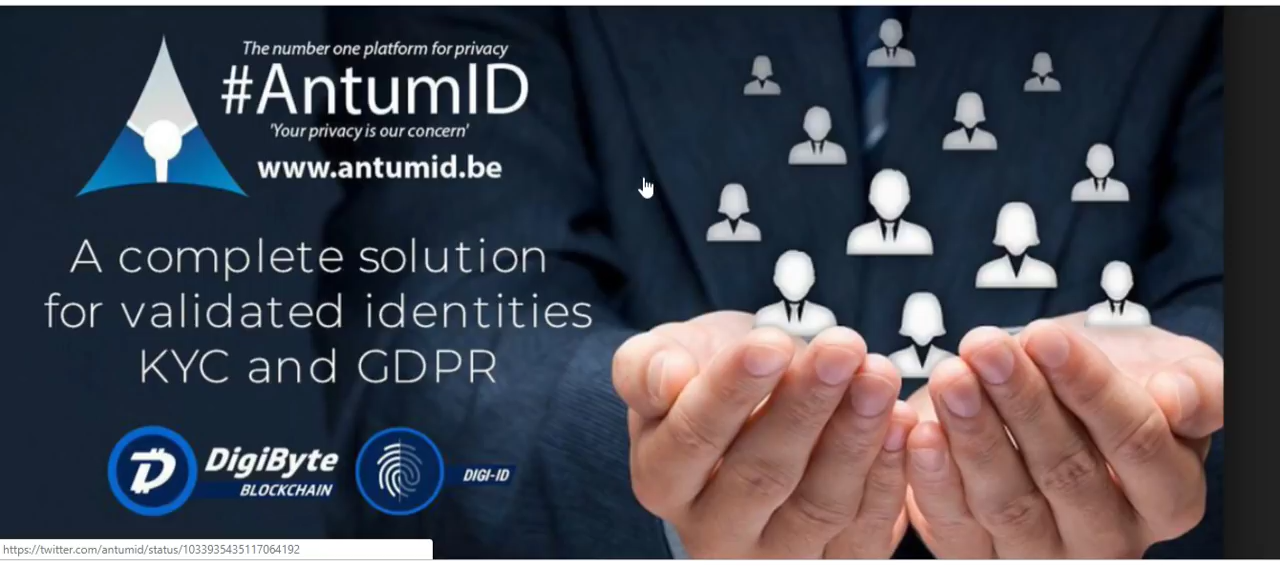 The number one platform for privacy
#AntumID
'Your privacy is our concern'
www.antumid.be
A complete solution
for validated identities
KYC and GDPR
DigiByte
BLOCKCHAIN
DIGI-ID
https://twitter.com/antumid/status/1033935435117064192